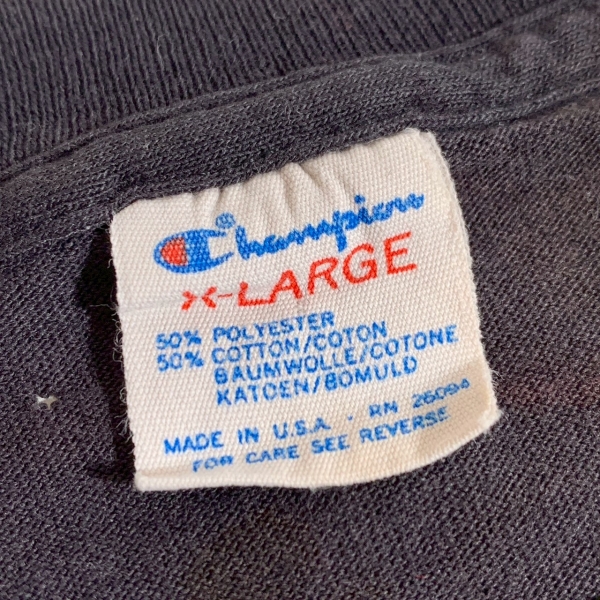 Champion®
X-LARGE
50% POLYESTER
50% COTTON/COTON
BAUMWOLLE/COTONE
KATOEN/BOMULD
MADE IN U.S.A. · RN 26094
FOR CARE SEE REVERSE